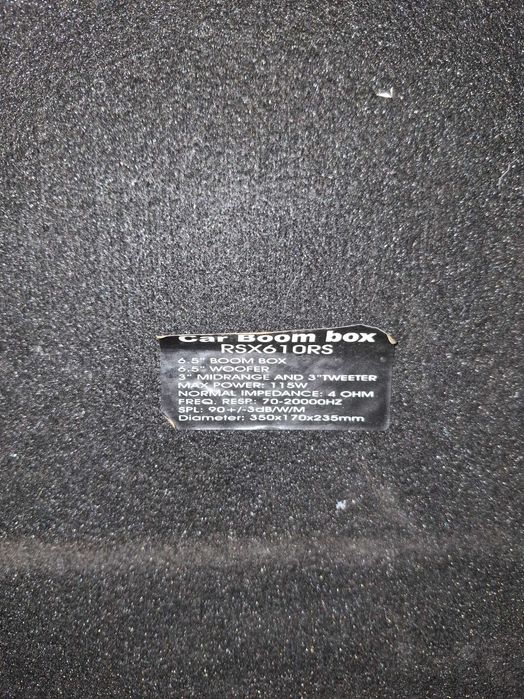 Car Boom box
RSX610RS
6.5" BOOM BOX
6.5" WOOFER
3" MIDRANGE AND 3"TWEETER
MAX POWER: 115W
NORMAL IMPEDANCE: 4 OHM
FREQ. RESP: 70-20000HZ
SPL: 90+/-3dB/W/M
Diameter: 350x170x235mm